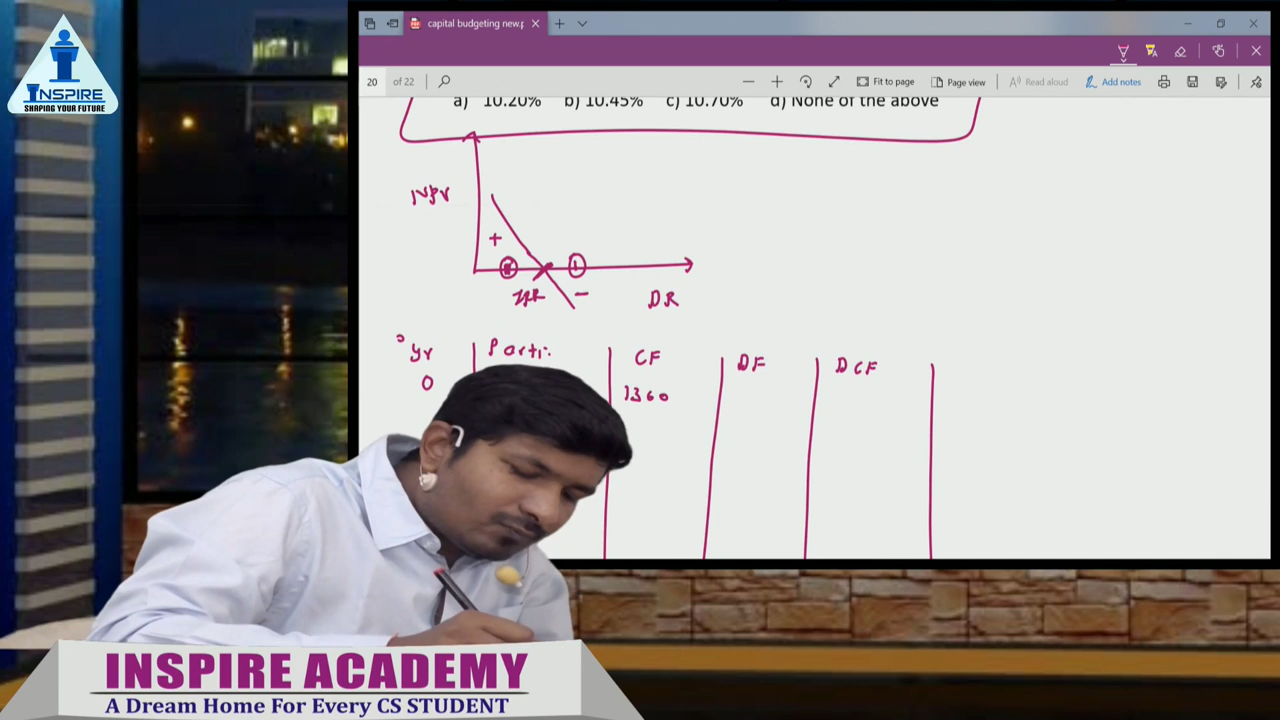 INSPIRE
SHAPING YOUR FUTURE
capital budgeting new.p
20 of 22
Fit to page
Page view
Read aloud
Add notes
a) 10.20% b) 10.45% c) 10.70% d) None of the above
NPV
+
IRR
-
DR
Yr
Parti.
CF
DF
DCF
0
1360
INSPIRE ACADEMY
A Dream Home For Every CS STUDENT